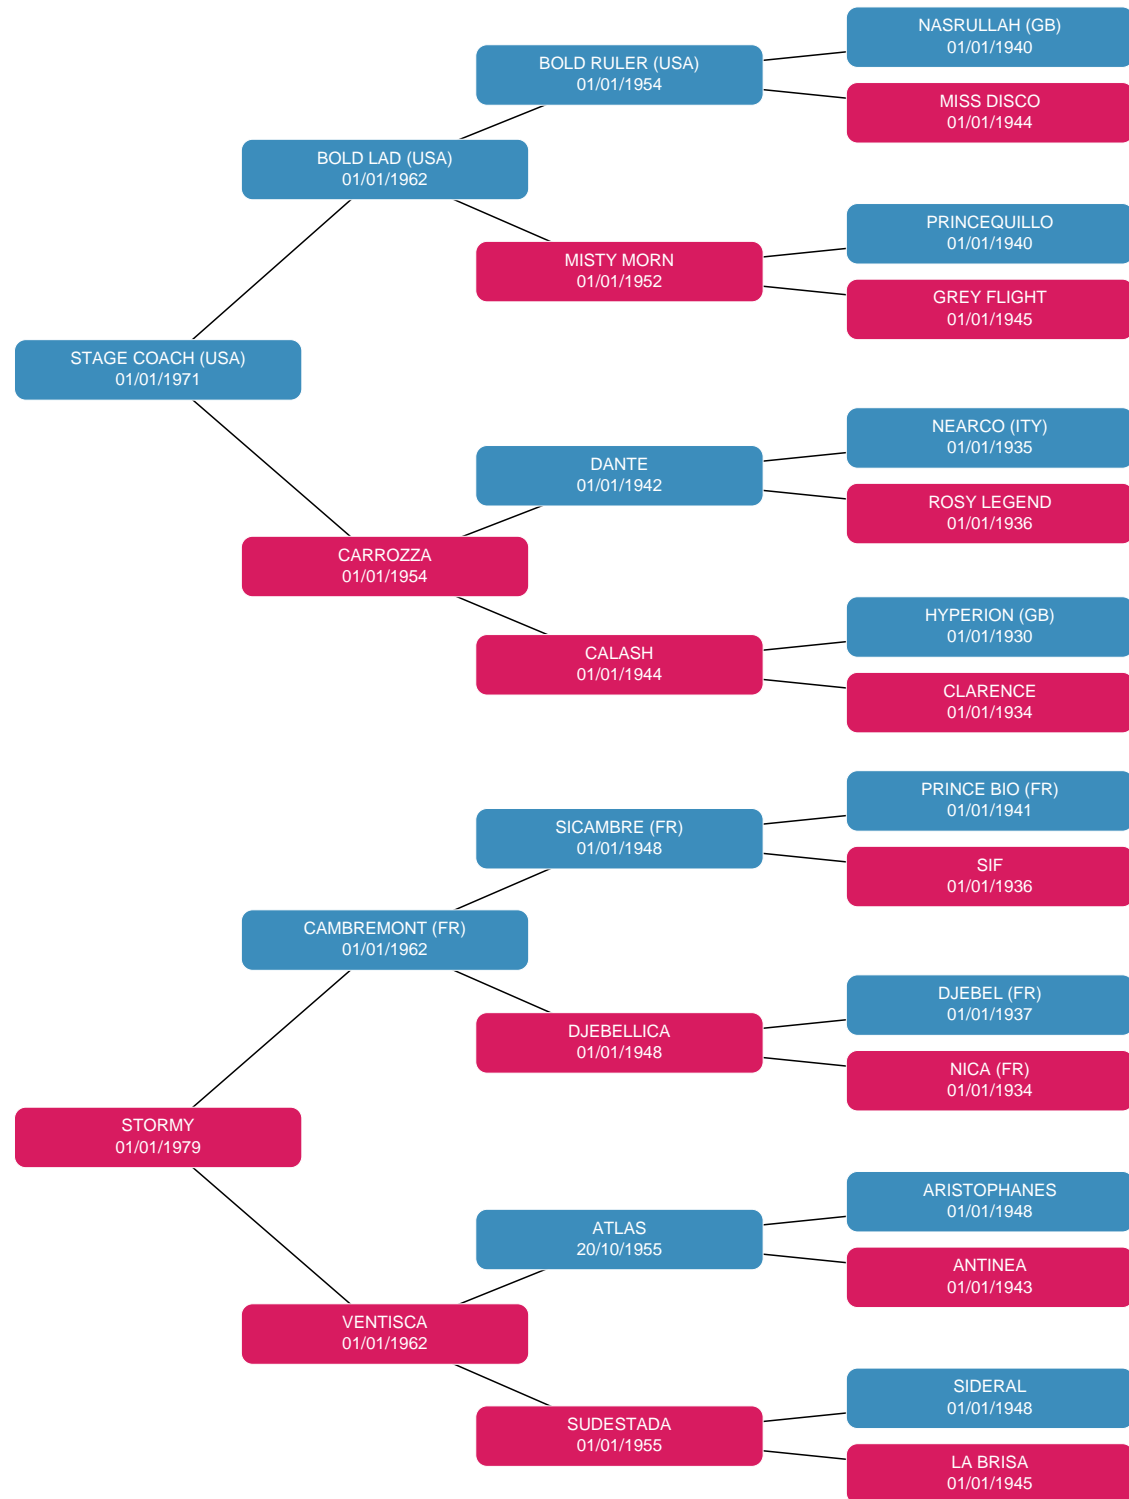 NASRULLAH (GB)
01/01/1940
BOLD RULER (USA)
01/01/1954
MISS DISCO
01/01/1944
BOLD LAD (USA)
01/01/1962
PRINCEQUILLO
01/01/1940
MISTY MORN
01/01/1952
GREY FLIGHT
01/01/1945
STAGE COACH (USA)
01/01/1971
NEARCO (ITY)
01/01/1935
DANTE
01/01/1942
ROSY LEGEND
01/01/1936
CARROZZA
01/01/1954
HYPERION (GB)
01/01/1930
CALASH
01/01/1944
CLARENCE
01/01/1934
PRINCE BIO (FR)
01/01/1941
SICAMBRE (FR)
01/01/1948
SIF
01/01/1936
CAMBREMONT (FR)
01/01/1962
DJEBEL (FR)
01/01/1937
DJEBELLICA
01/01/1948
NICA (FR)
01/01/1934
STORMY
01/01/1979
ARISTOPHANES
01/01/1948
ATLAS
20/10/1955
ANTINEA
01/01/1943
VENTISCA
01/01/1962
SIDERAL
01/01/1948
SUDESTADA
01/01/1955
LA BRISA
01/01/1945